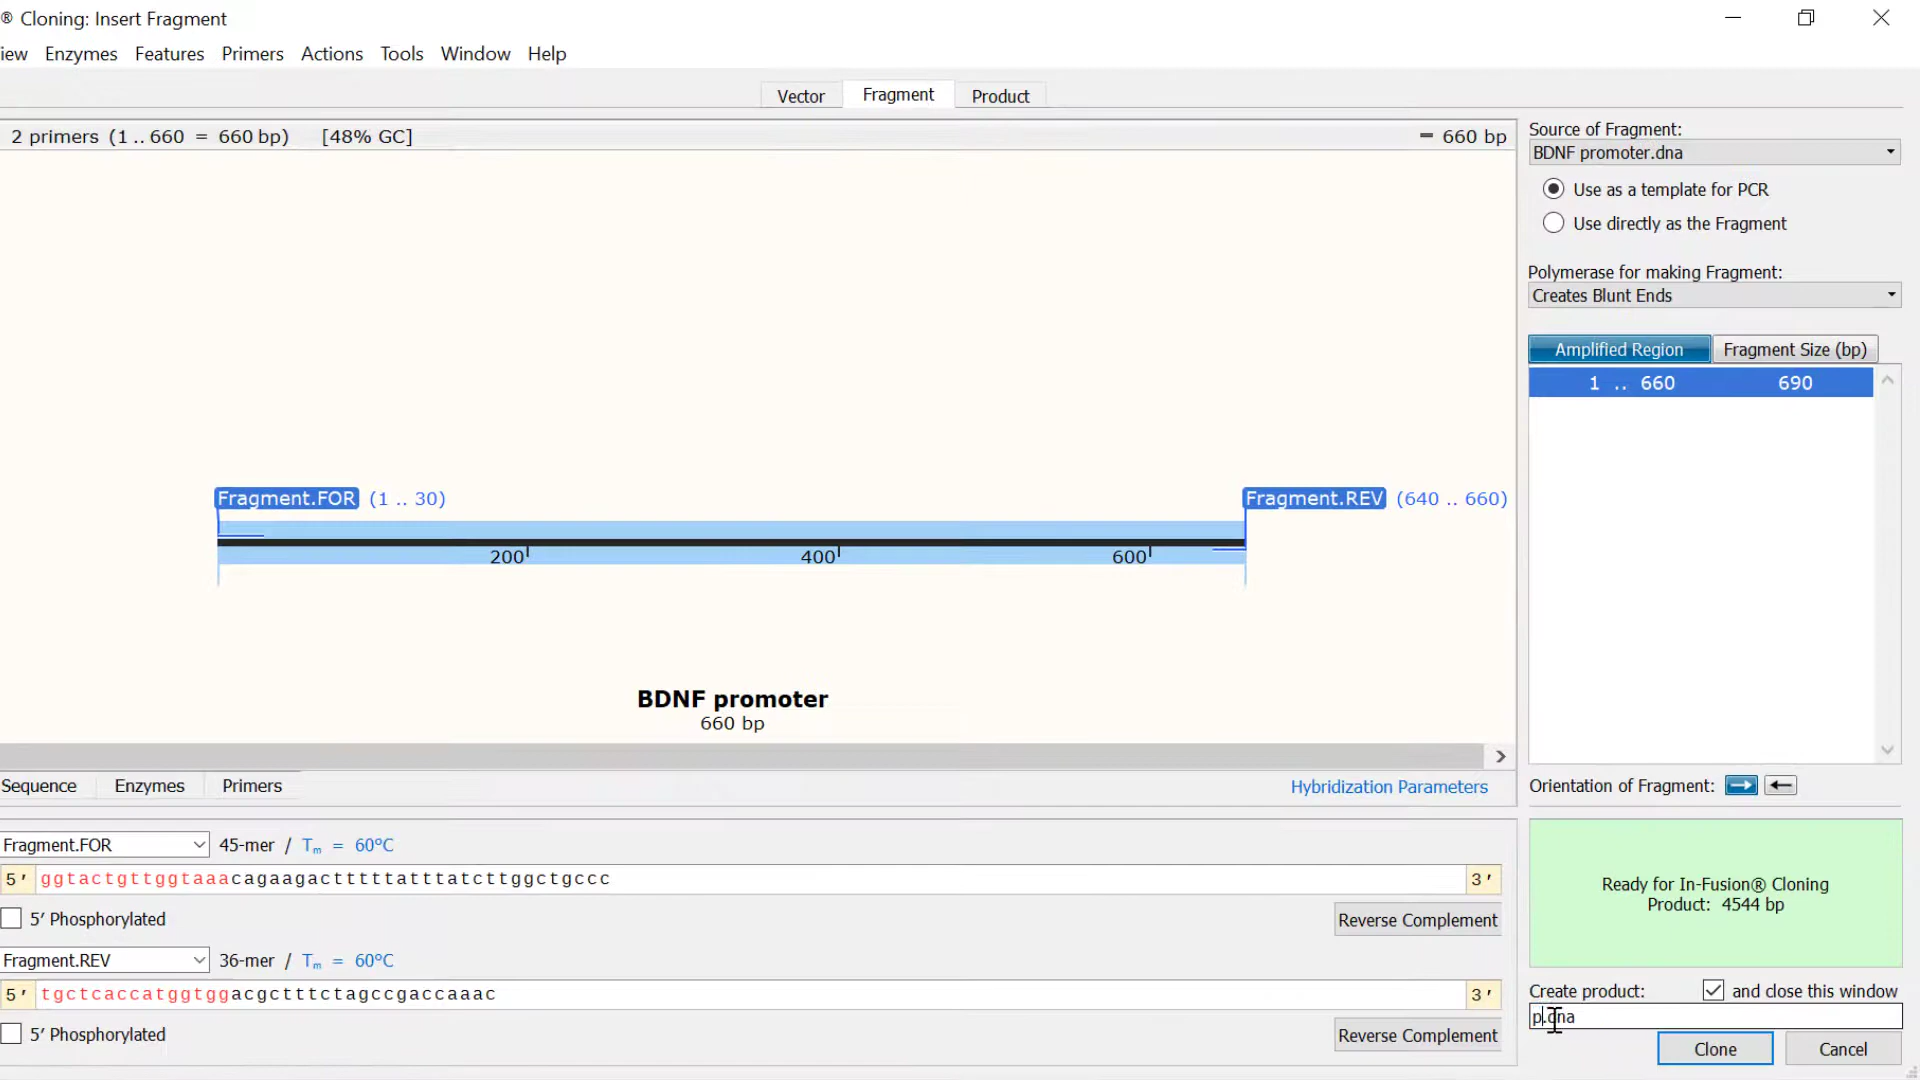 ® Cloning: Insert Fragment
iew Enzymes Features Primers Actions Tools Window Help
Vector Fragment Product
2 primers (1 .. 660 = 660 bp) [48% GC]
660 bp
Source of Fragment:
BDNF promoter.dna
Use as a template for PCR
Use directly as the Fragment
Polymerase for making Fragment:
Creates Blunt Ends
Amplified Region Fragment Size (bp)
1 .. 660 690
Fragment.FOR (1 .. 30)
Fragment.REV (640 .. 660)
200 400 600
BDNF promoter
660 bp
Sequence Enzymes Primers
Hybridization Parameters
Orientation of Fragment:
Fragment.FOR 45-mer / Tm = 60°C
5′ ggtactgttggtaaacagaagactttttatttatcttggctgccc 3′
5′ Phosphorylated
Reverse Complement
Fragment.REV 36-mer / Tm = 60°C
5′ tgctcaccatggtggacgctttctagccgaccaaac 3′
5′ Phosphorylated
Reverse Complement
Ready for In-Fusion® Cloning
Product: 4544 bp
Create product: and close this window
p.dna
Clone Cancel